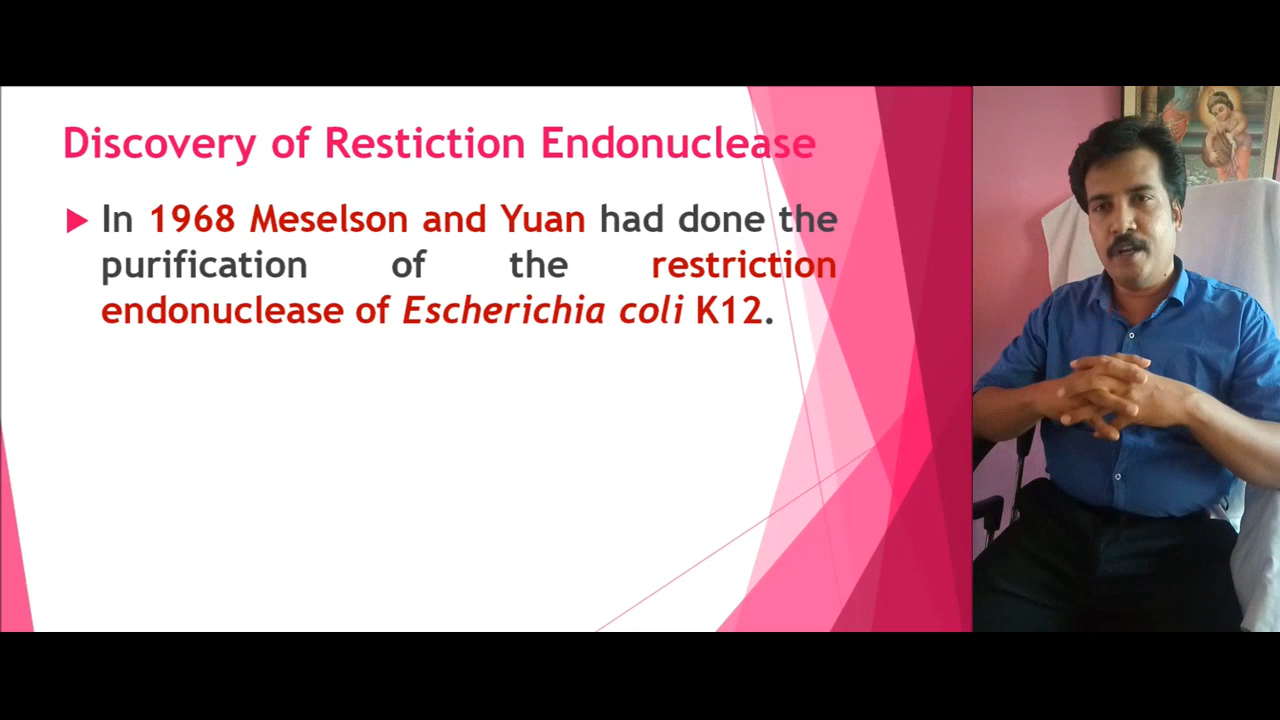 Discovery of Restiction Endonuclease
In 1968 Meselson and Yuan had done the
purification of the restriction
endonuclease of Escherichia coli K12.